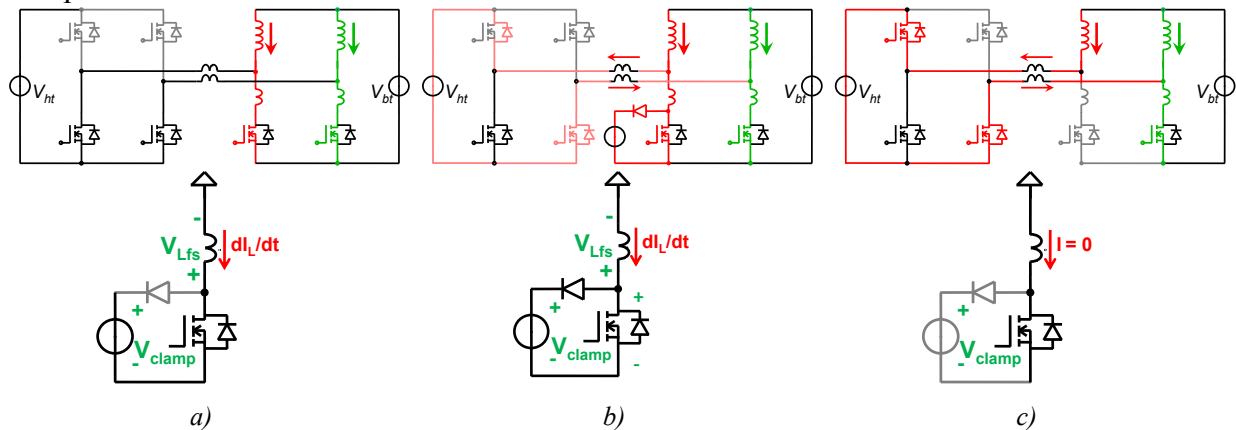 V_ht V_bt V_ht V_bt V_ht V_bt
- - 
V_Lfs dI_L/dt V_Lfs dI_L/dt I = 0
+ +
+ + + +
V_clamp V_clamp V_clamp
- - - -
a) b) c)